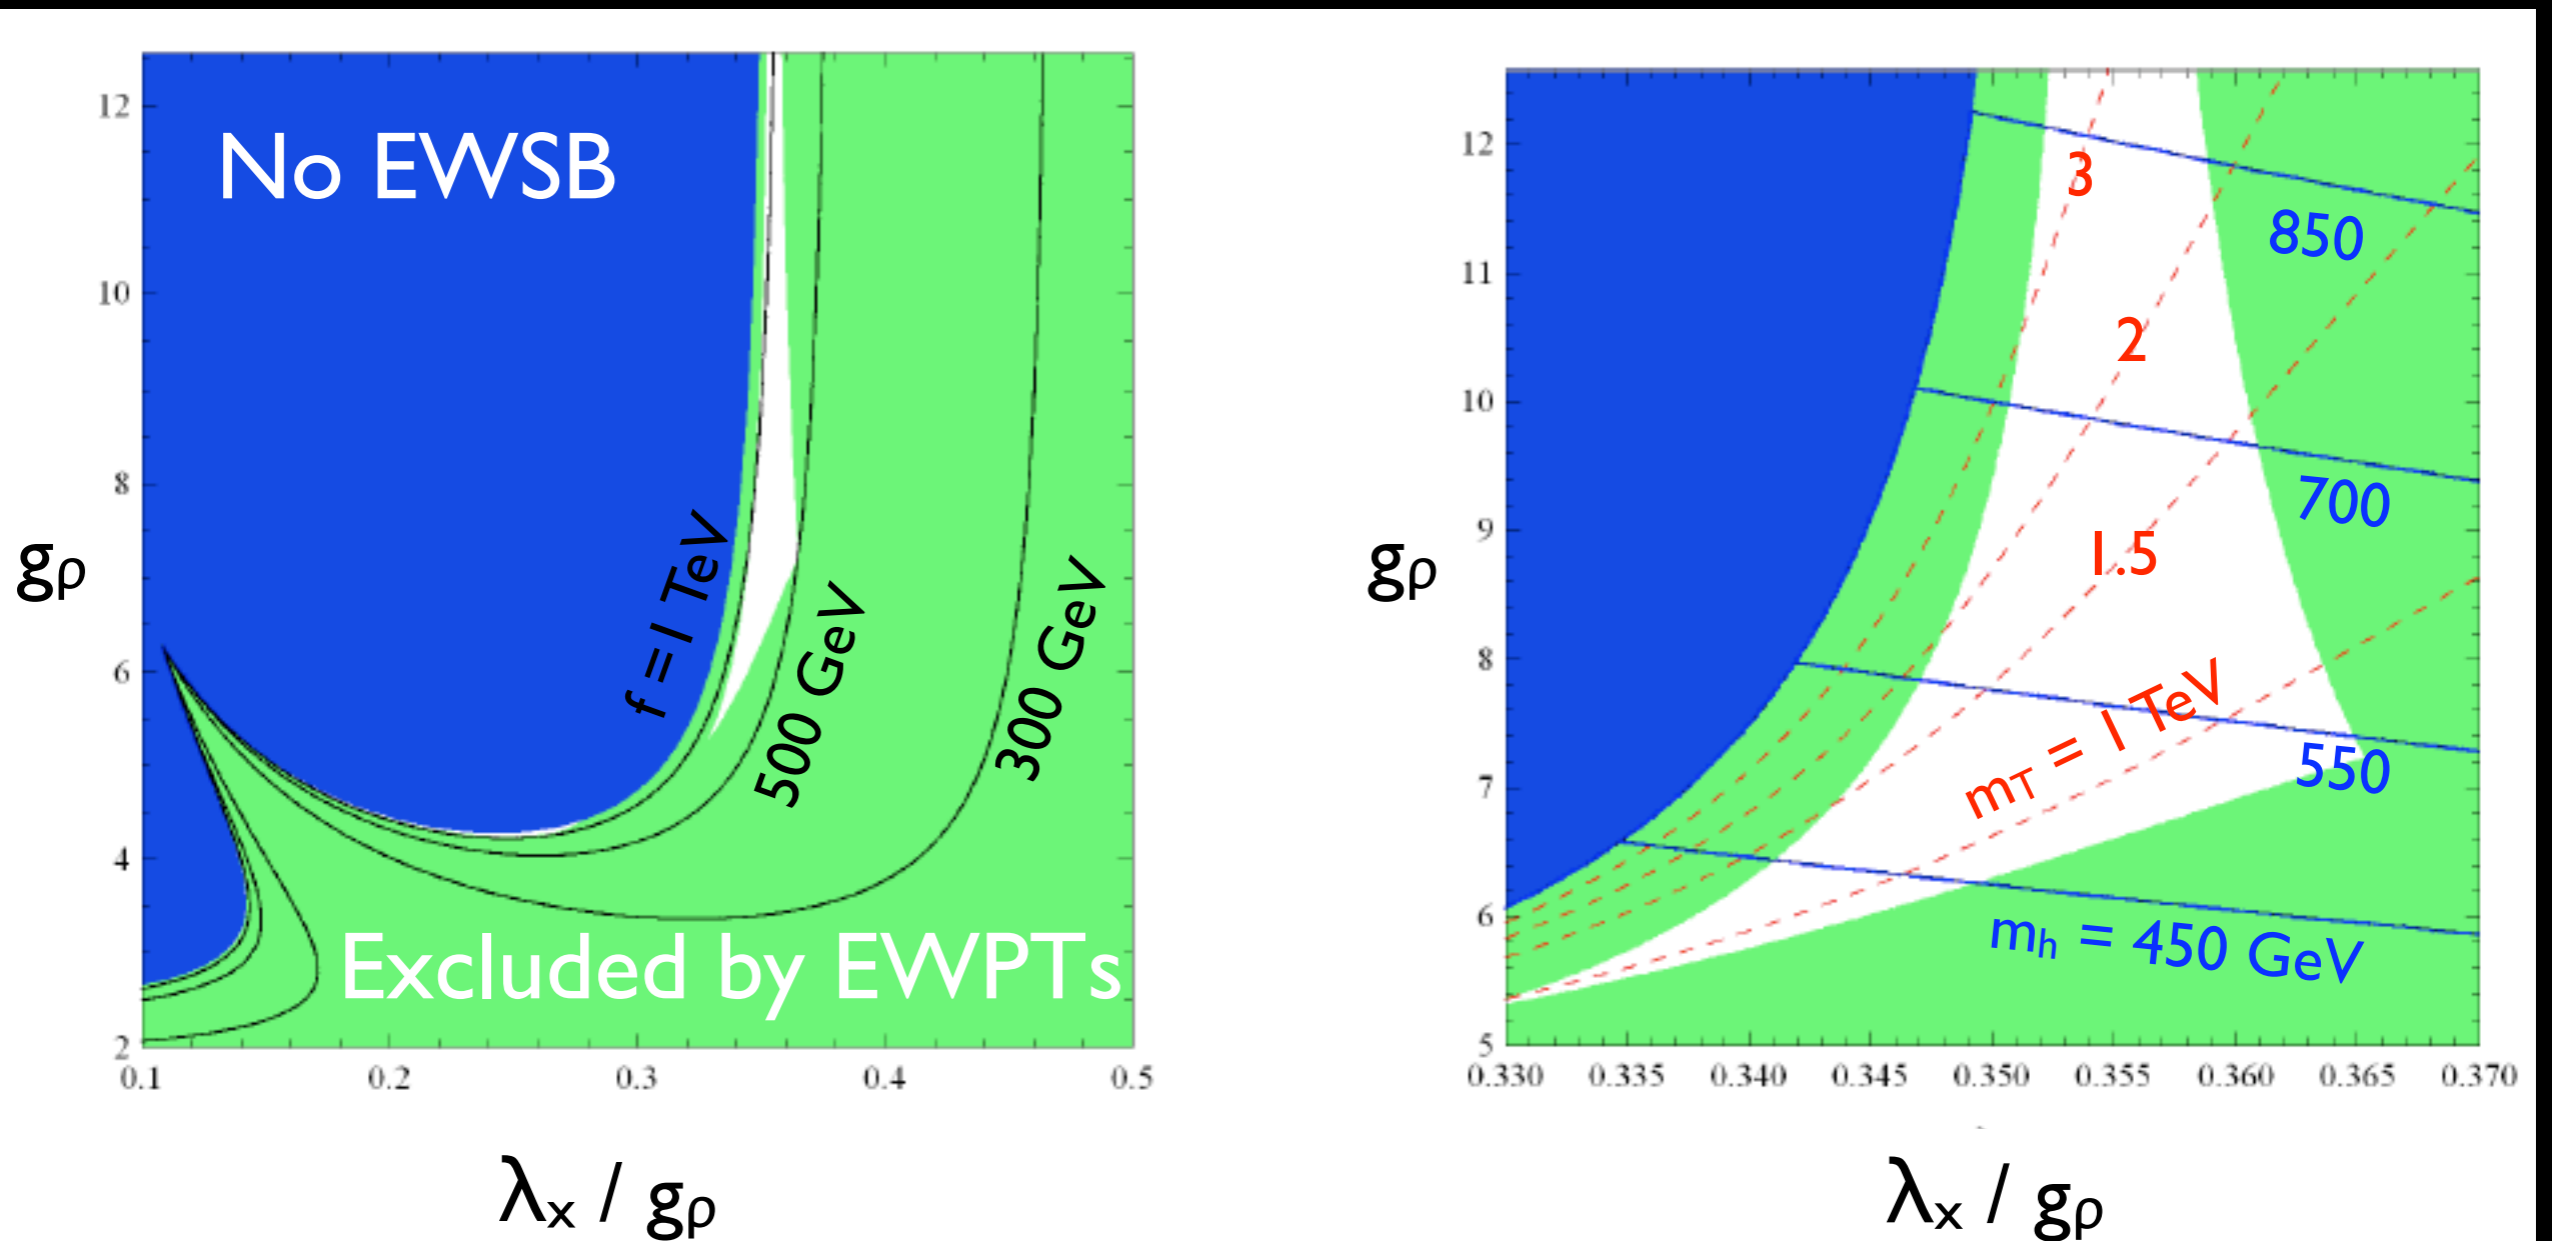 No EWSB
12
10
8
6
4
2
gρ
f = 1 TeV
500 GeV
300 GeV
Excluded by EWPTs
0.1 0.2 0.3 0.4 0.5
λx / gρ
12
11
10
9
8
7
6
5
gρ
3
2
1.5
mT = 1 TeV
850
700
550
mh = 450 GeV
0.330 0.335 0.340 0.345 0.350 0.355 0.360 0.365 0.370
λx / gρ